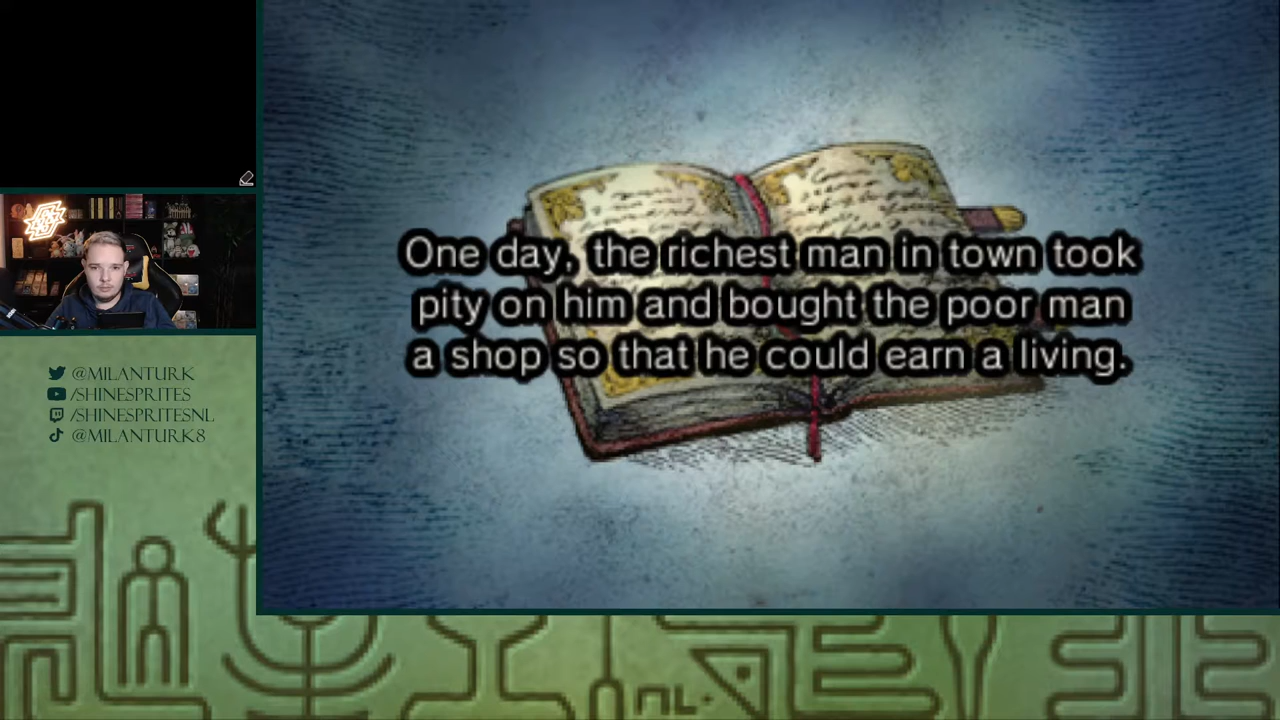 One day, the richest man in town took
pity on him and bought the poor man
a shop so that he could earn a living.
@MILANTURK
/SHINESPRITES
/SHINESPRITESNL
@MILANTURK8